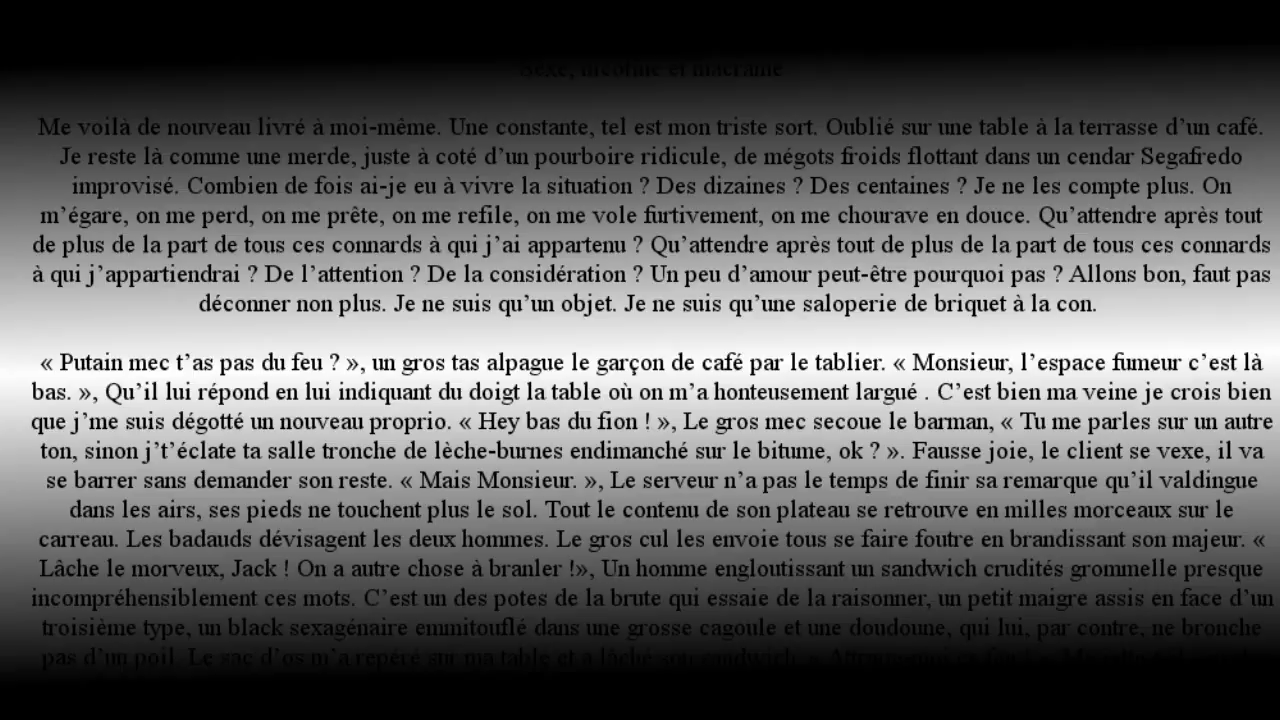 Sexe, nicotine et macramé
Me voilà de nouveau livré à moi-même. Une constante, tel est mon triste sort. Oublié sur une table à la terrasse d’un café.
Je reste là comme une merde, juste à coté d’un pourboire ridicule, de mégots froids flottant dans un cendar Segafredo
improvisé. Combien de fois ai-je eu à vivre la situation ? Des dizaines ? Des centaines ? Je ne les compte plus. On
m’égare, on me perd, on me prête, on me refile, on me vole furtivement, on me chourave en douce. Qu’attendre après tout
de plus de la part de tous ces connards à qui j’ai appartenu ? Qu’attendre après tout de plus de la part de tous ces connards
à qui j’appartiendrai ? De l’attention ? De la considération ? Un peu d’amour peut-être pourquoi pas ? Allons bon, faut pas
déconner non plus. Je ne suis qu’un objet. Je ne suis qu’une saloperie de briquet à la con.
« Putain mec t’as pas du feu ? », un gros tas alpague le garçon de café par le tablier. « Monsieur, l’espace fumeur c’est là
bas. », Qu’il lui répond en lui indiquant du doigt la table où on m’a honteusement largué . C’est bien ma veine je crois bien
que j’me suis dégotté un nouveau proprio. « Hey bas du fion ! », Le gros mec secoue le barman, « Tu me parles sur un autre
ton, sinon j’t’éclate ta salle tronche de lèche-burnes endimanché sur le bitume, ok ? ». Fausse joie, le client se vexe, il va
se barrer sans demander son reste. « Mais Monsieur. », Le serveur n’a pas le temps de finir sa remarque qu’il valdingue
dans les airs, ses pieds ne touchent plus le sol. Tout le contenu de son plateau se retrouve en milles morceaux sur le
carreau. Les badauds dévisagent les deux hommes. Le gros cul les envoie tous se faire foutre en brandissant son majeur. «
Lâche le morveux, Jack ! On a autre chose à branler !», Un homme engloutissant un sandwich crudités grommelle presque
incompréhensiblement ces mots. C’est un des potes de la brute qui essaie de la raisonner, un petit maigre assis en face d’un
troisième type, un black sexagénaire emmitouflé dans une grosse cagoule et une doudoune, qui lui, par contre, ne bronche
pas d’un poil. Le sac d’os m’a repéré sur ma table et a lâché son sandwich. «